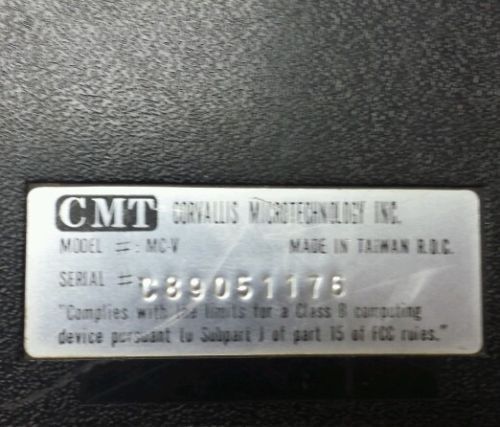 CMT CORVALLIS MICROTECHNOLOGY INC.
MODEL #: MC-V MADE IN TAIWAN R.O.C.
SERIAL #: C89051176
"Complies with the limits for a Class B computing
device pursuant to Subpart J of part 15 of FCC rules."